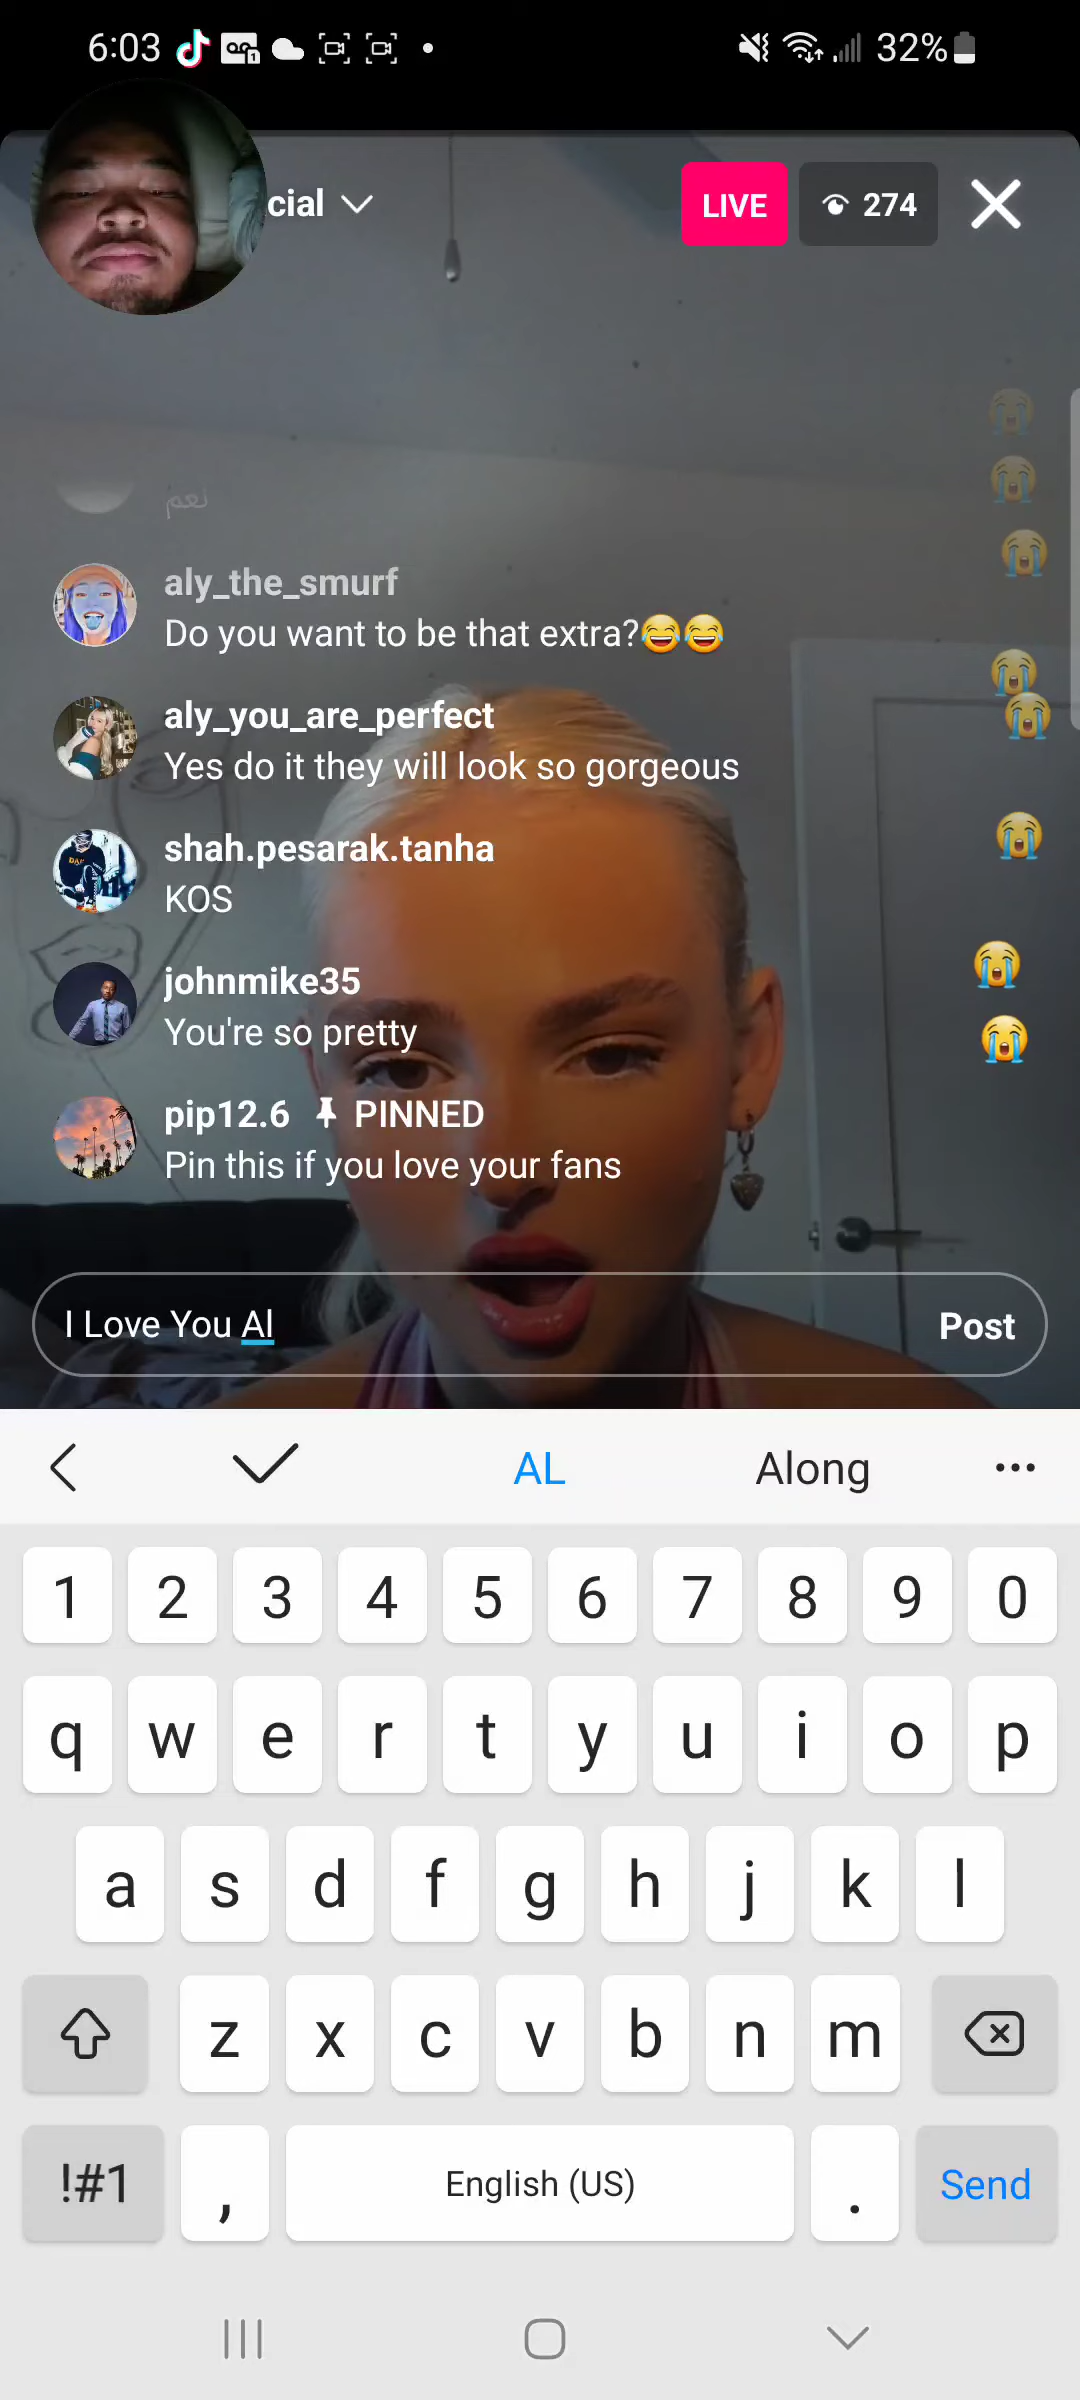 6:03
32%
cial
LIVE
274
نعم
aly_the_smurf
Do you want to be that extra?😂😂
aly_you_are_perfect
Yes do it they will look so gorgeous
shah.pesarak.tanha
KOS
johnmike35
You're so pretty
pip12.6 PINNED
Pin this if you love your fans
I Love You Al
Post
AL
Along
1 2 3 4 5 6 7 8 9 0
q w e r t y u i o p
a s d f g h j k l
z x c v b n m
!#1 , English (US) . Send